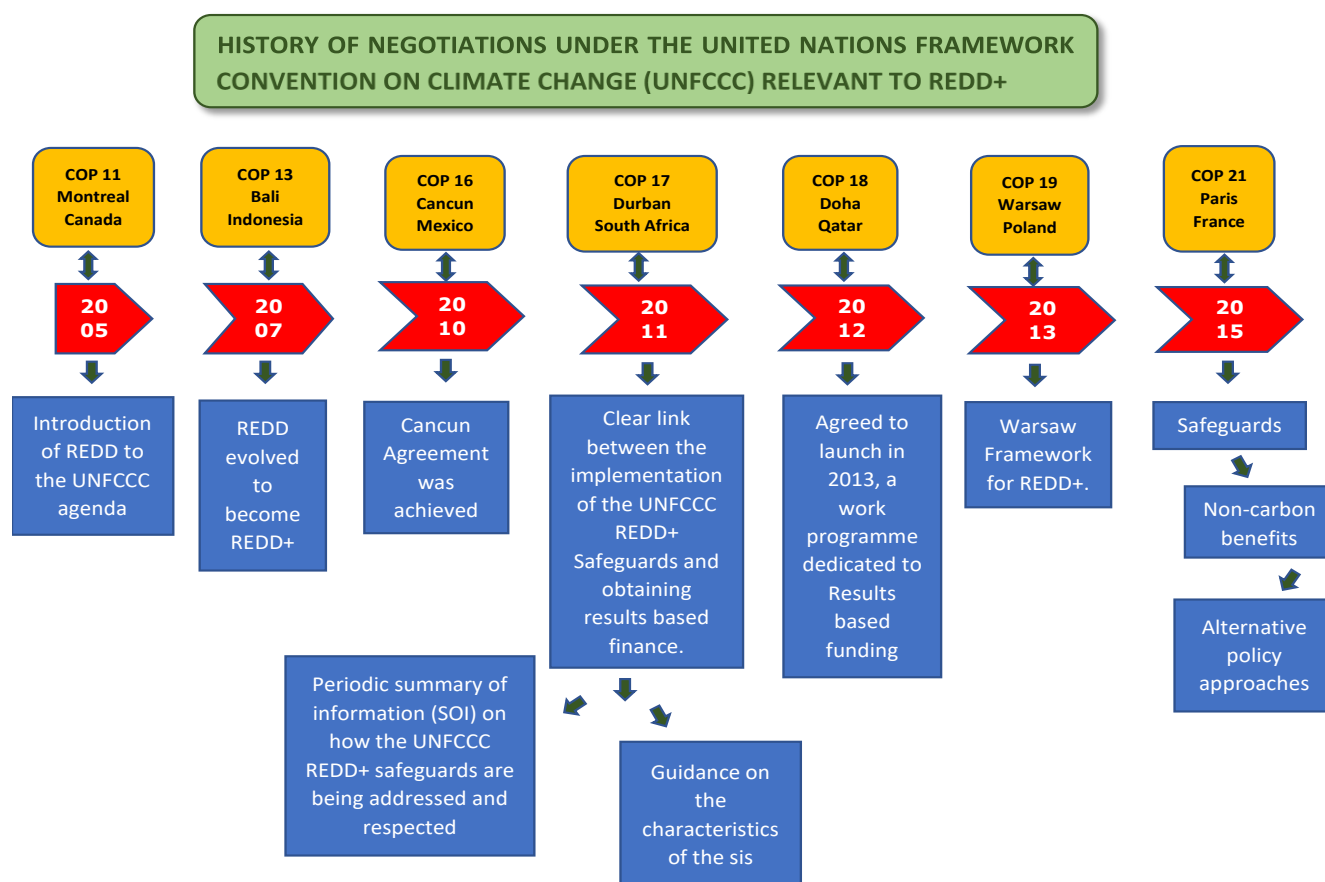 HISTORY OF NEGOTIATIONS UNDER THE UNITED NATIONS FRAMEWORK
CONVENTION ON CLIMATE CHANGE (UNFCCC) RELEVANT TO REDD+
COP 11
Montreal
Canada
COP 13
Bali
Indonesia
COP 16
Cancun
Mexico
COP 17
Durban
South Africa
COP 18
Doha
Qatar
COP 19
Warsaw
Poland
COP 21
Paris
France
20
05
20
07
20
10
20
11
20
12
20
13
20
15
Introduction
of REDD to
the UNFCCC
agenda
REDD
evolved
to
become
REDD+
Cancun
Agreement
was
achieved
Clear link
between the
implementation
of the UNFCCC
REDD+
Safeguards and
obtaining
results based
finance.
Agreed to
launch in
2013, a
work
programme
dedicated to
Results
based
funding
Warsaw
Framework
for REDD+.
Safeguards
Non-carbon
benefits
Alternative
policy
approaches
Periodic summary of
information (SOI) on
how the UNFCCC
REDD+ safeguards are
being addressed and
respected
Guidance on
the
characteristics
of the sis